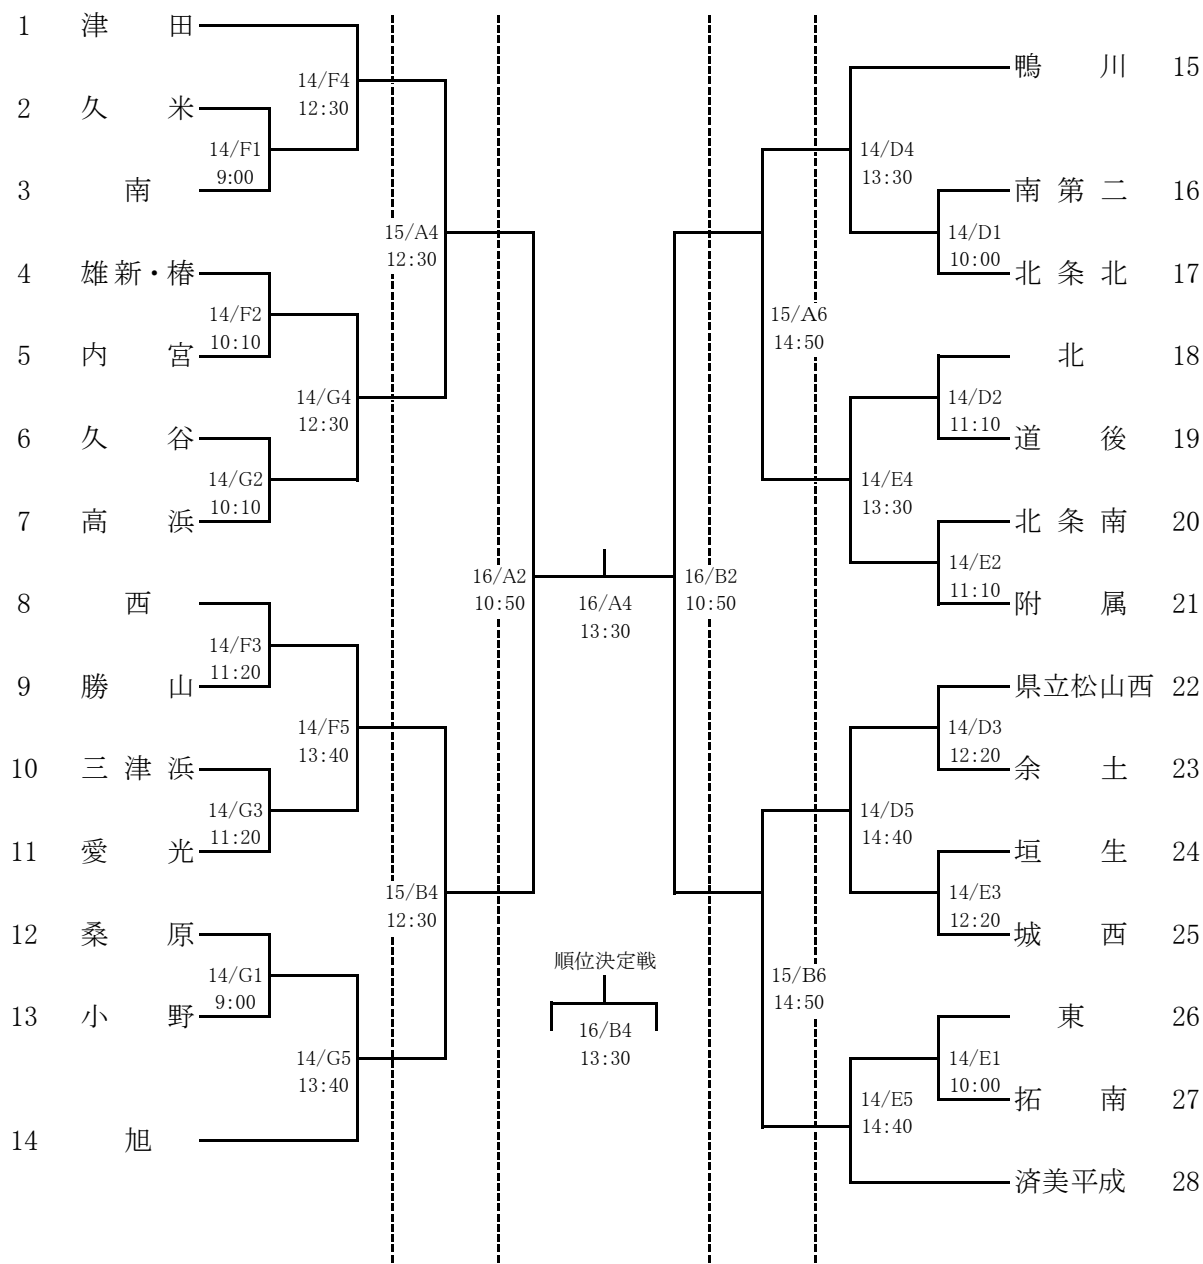 1 津田
14/F4
12:30
2 久米
14/F1
9:00
3 南
15/A4
12:30
4 雄新・椿
14/F2
10:10
5 内宮
14/G4
12:30
6 久谷
14/G2
10:10
7 高浜
16/A2
10:50
8 西
14/F3
11:20
9 勝山
14/F5
13:40
10 三津浜
14/G3
11:20
11 愛光
15/B4
12:30
12 桑原
14/G1
9:00
13 小野
14/G5
13:40
14 旭
16/A4
13:30
順位決定戦
16/B4
13:30
鴨川 15
14/D4
13:30
南第二 16
14/D1
10:00
北条北 17
15/A6
14:50
北 18
14/D2
11:10
道後 19
14/E4
13:30
北条南 20
14/E2
11:10
附属 21
16/B2
10:50
県立松山西 22
14/D3
12:20
余土 23
14/D5
14:40
垣生 24
14/E3
12:20
城西 25
15/B6
14:50
東 26
14/E1
10:00
拓南 27
14/E5
14:40
済美平成 28